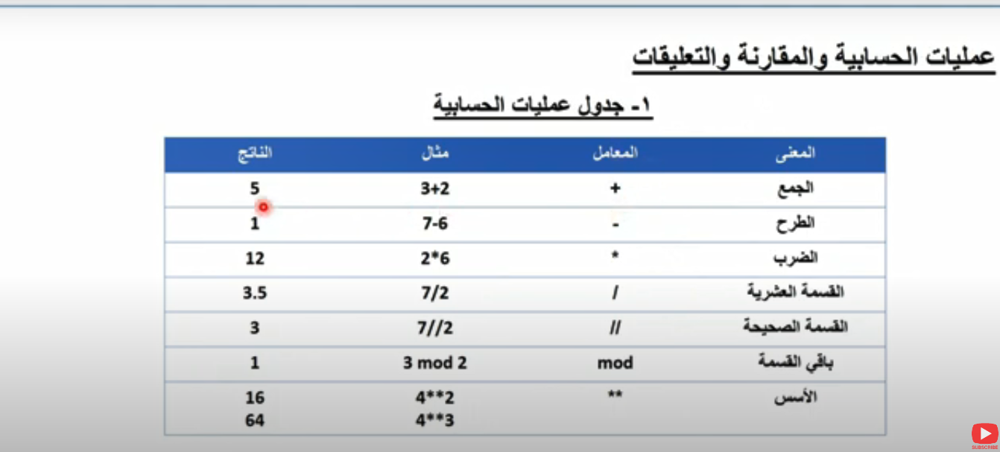 عمليات الحسابية والمقارنة والتعليقات
١- جدول عمليات الحسابية
المعنى المعامل مثال الناتج
الجمع + 3+2 5
الطرح - 7-6 1
الضرب * 2*6 12
القسمة العشرية / 7/2 3.5
القسمة الصحيحة // 7//2 3
باقي القسمة mod 3 mod 2 1
الأسس ** 4**2 16
4**3 64
SUBSCRIBE